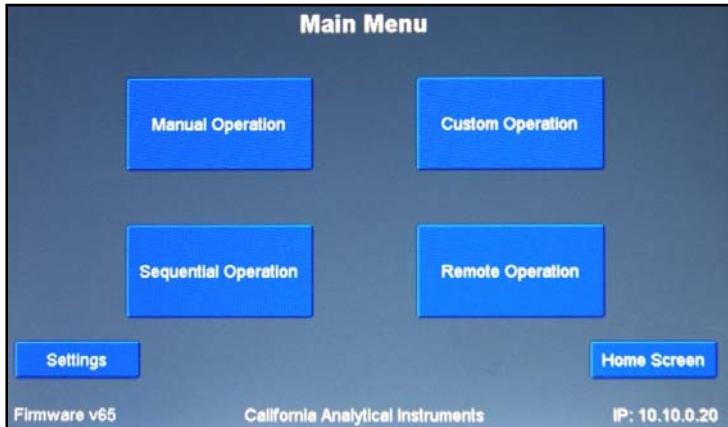 Main Menu
Manual Operation
Custom Operation
Sequential Operation
Remote Operation
Settings
Home Screen
Firmware v65
California Analytical Instruments
IP: 10.10.0.20